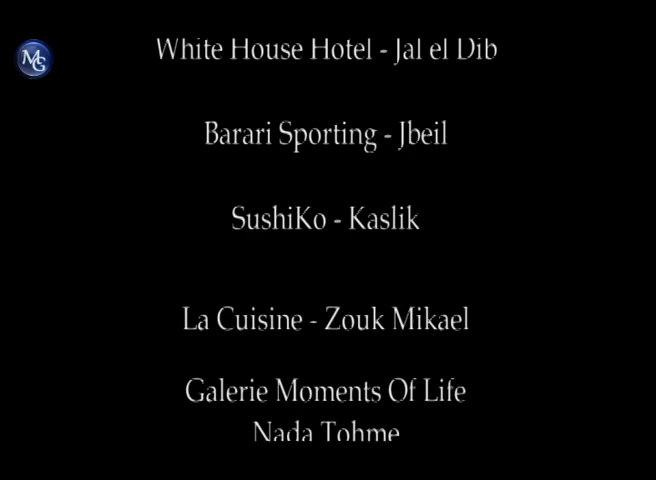 MG
White House Hotel - Jal el Dib
Barari Sporting - Jbeil
SushiKo - Kaslik
La Cuisine - Zouk Mikael
Galerie Moments Of Life
Nada Tohme